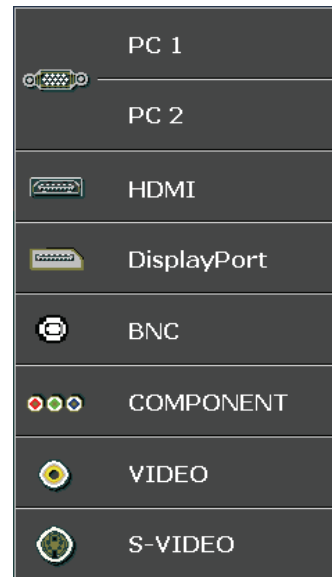 PC 1
PC 2
HDMI
DisplayPort
BNC
COMPONENT
VIDEO
S-VIDEO